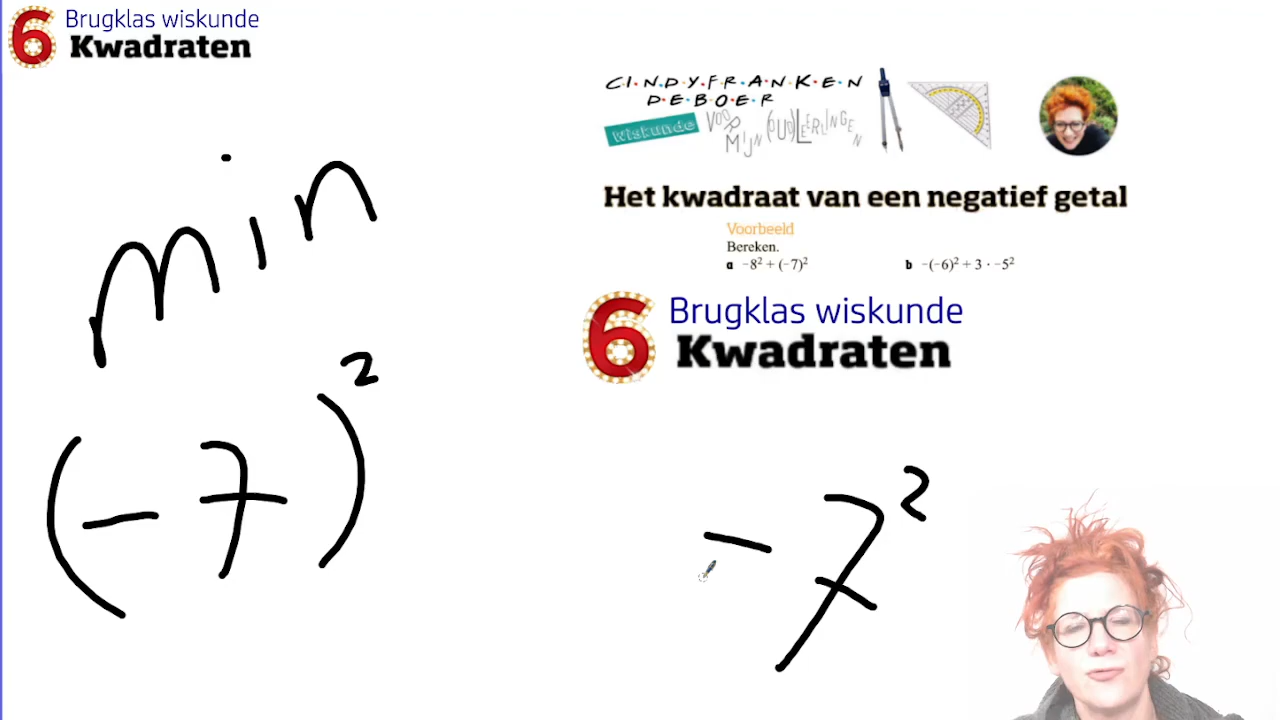 6 Brugklas wiskunde
Kwadraten
C·I·N·D·Y·F·R·A·N·K·E·N
D·E·B·O·E·R
wiskunde VOOR MIJN (OUD)LEERLINGEN
Het kwadraat van een negatief getal
Voorbeeld
Bereken.
a −8² + (−7)² b −(−6)² + 3 · −5²
6 Brugklas wiskunde
Kwadraten
min
(−7)²
−7²